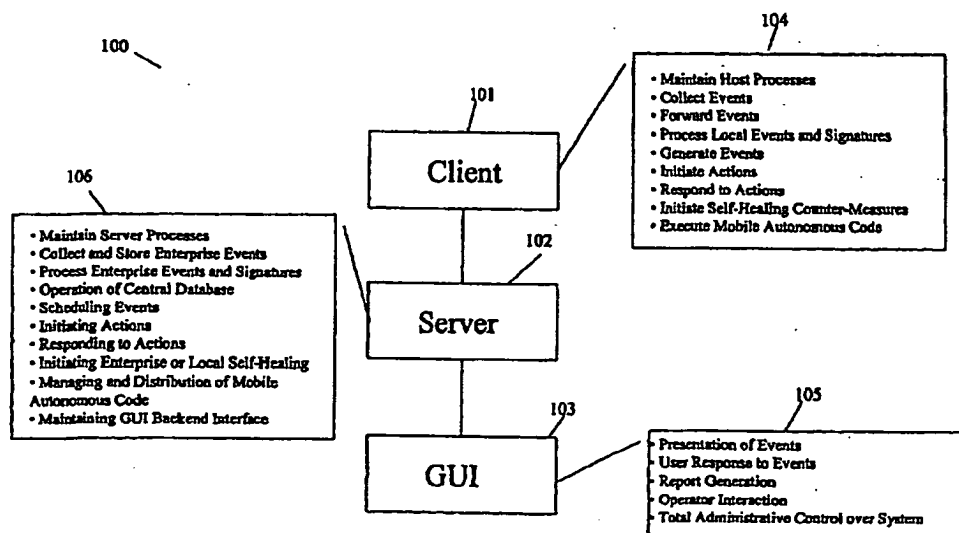 100
104
• Maintain Host Processes
• Collect Events
• Forward Events
• Process Local Events and Signatures
• Generate Events
• Initiate Actions
• Respond to Actions
• Initiate Self-Healing Counter-Measures
• Execute Mobile Autonomous Code
101
Client
106
• Maintain Server Processes
• Collect and Store Enterprise Events
• Process Enterprise Events and Signatures
• Operation of Central Database
• Scheduling Events
• Initiating Actions
• Responding to Actions
• Initiating Enterprise or Local Self-Healing
• Managing and Distribution of Mobile
Autonomous Code
• Maintaining GUI Backend Interface
102
Server
103
GUI
105
• Presentation of Events
• User Response to Events
• Report Generation
• Operator Interaction
• Total Administrative Control over System